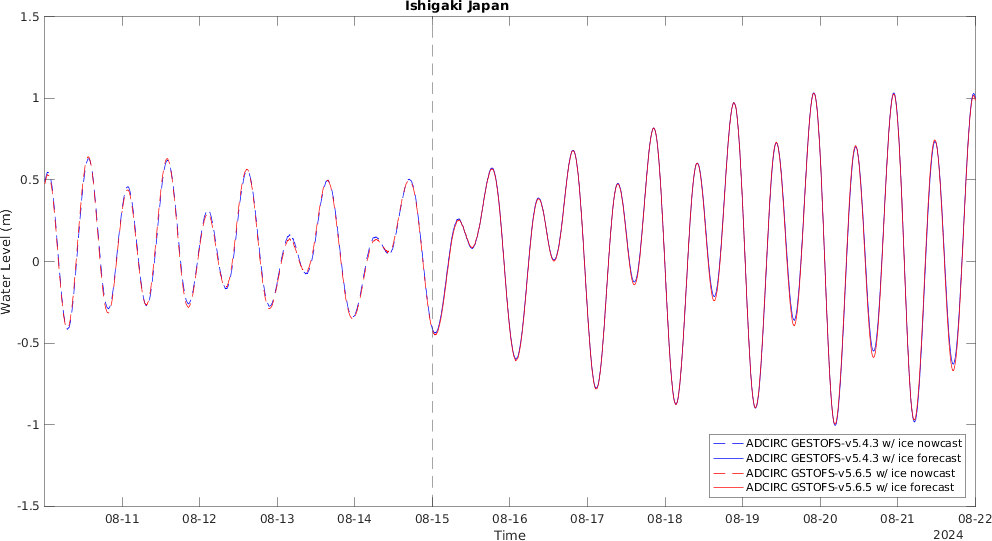 Ishigaki Japan
1.5
1
0.5
0
-0.5
-1
-1.5
Water Level (m)
08-11 08-12 08-13 08-14 08-15 08-16 08-17 08-18 08-19 08-20 08-21 08-22
Time
2024
ADCIRC GESTOFS-v5.4.3 w/ ice nowcast
ADCIRC GESTOFS-v5.4.3 w/ ice forecast
ADCIRC GSTOFS-v5.6.5 w/ ice nowcast
ADCIRC GSTOFS-v5.6.5 w/ ice forecast